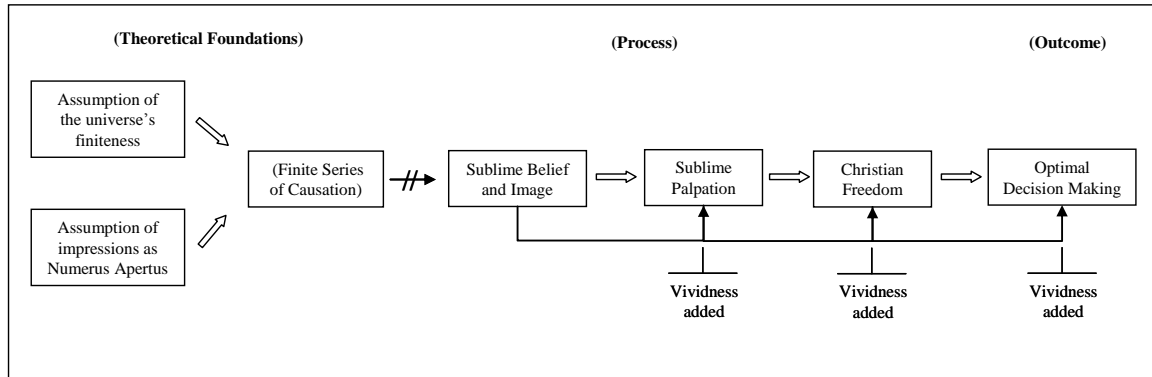 (Theoretical Foundations)
(Process)
(Outcome)
Assumption of
the universe's
finiteness
Assumption of
impressions as
Numerus Apertus
(Finite Series
of Causation)
Sublime Belief
and Image
Sublime
Palpation
Christian
Freedom
Optimal
Decision Making
Vividness
added
Vividness
added
Vividness
added